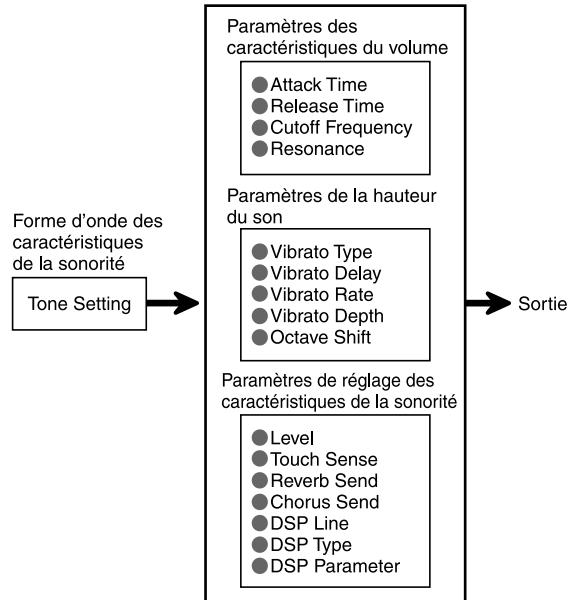 Forme d'onde des
caractéristiques
de la sonorité
Tone Setting
Paramètres des
caractéristiques du volume
● Attack Time
● Release Time
● Cutoff Frequency
● Resonance
Paramètres de la hauteur
du son
● Vibrato Type
● Vibrato Delay
● Vibrato Rate
● Vibrato Depth
● Octave Shift
Paramètres de réglage des
caractéristiques de la sonorité
● Level
● Touch Sense
● Reverb Send
● Chorus Send
● DSP Line
● DSP Type
● DSP Parameter
Sortie